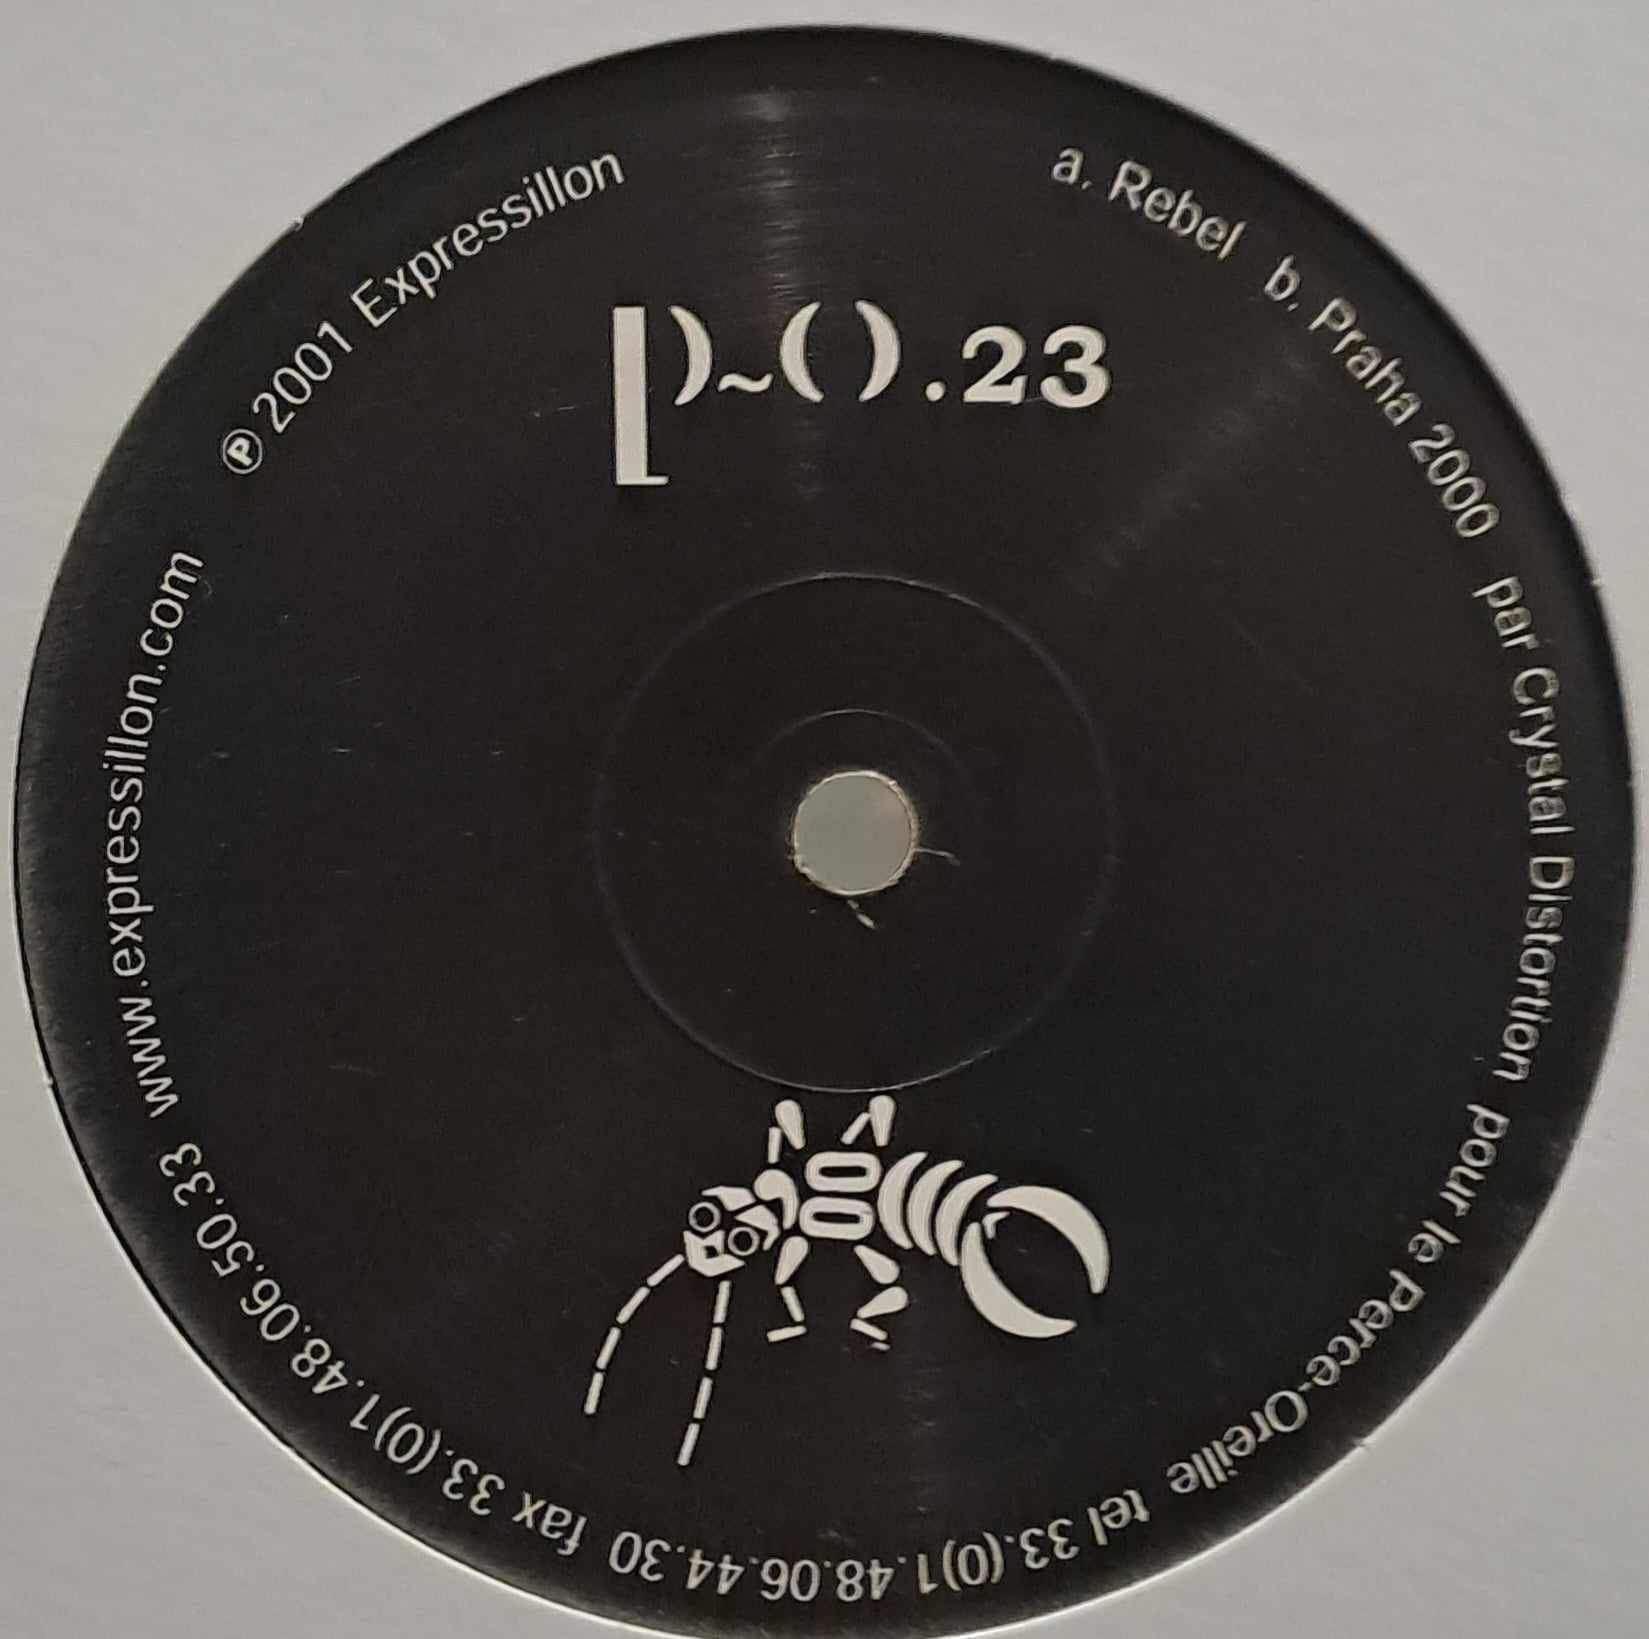 p~o.23
a. Rebel b. Praha 2000 par Crystal Distortion pour le Perce-Oreille tel 33.(0)1.48.06.44.30 fax 33.(0)1.48.06.50.33 www.expressillon.com ℗ 2001 Expressillon